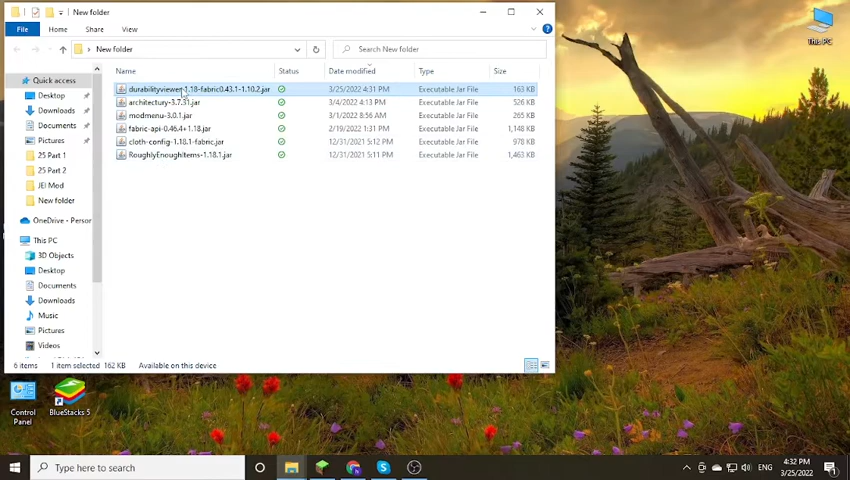 New folder
File Home Share View
New folder Search New folder
Name Status Date modified Type Size
durabilityviewer-1.18-fabric0.43.1-1.10.2.jar 3/25/2022 4:31 PM Executable Jar File 163 KB
architectury-3.7.31.jar 3/4/2022 4:13 PM Executable Jar File 526 KB
modmenu-3.0.1.jar 3/1/2022 8:56 AM Executable Jar File 265 KB
fabric-api-0.46.4+1.18.jar 2/19/2022 1:31 PM Executable Jar File 1,148 KB
cloth-config-1.18.1-fabric.jar 12/31/2021 5:12 PM Executable Jar File 978 KB
RoughlyEnoughItems-1.18.1.jar 12/31/2021 5:11 PM Executable Jar File 1,463 KB
Quick access
Desktop
Downloads
Documents
Pictures
25 Part 1
25 Part 2
JEI Mod
New folder
OneDrive - Person
This PC
3D Objects
Desktop
Documents
Downloads
Music
Pictures
Videos
6 items 1 item selected 162 KB Available on this device
This PC
Control
Panel
BlueStacks 5
Type here to search
ENG
4:32 PM
3/25/2022
1